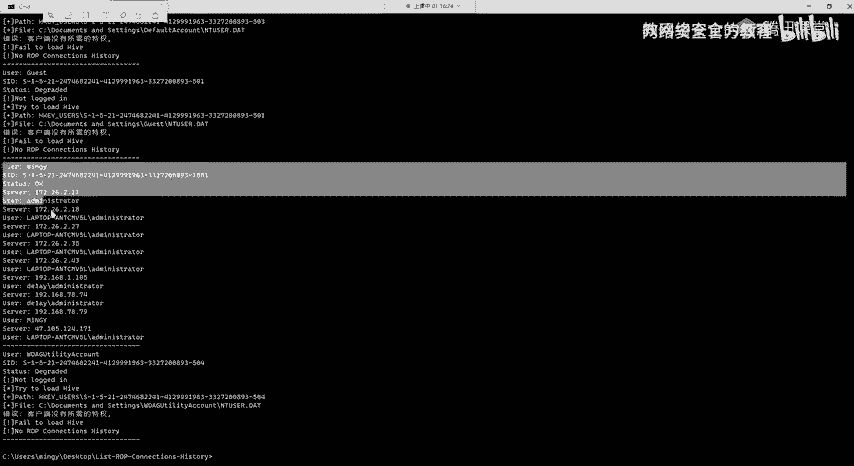 上课中 01:16:24
[+]Path: HKEY_USERS\S-1-5-21-2474682241-4129991963-3327200893-503
[+]File: C:\Documents and Settings\DefaultAccount\NTUSER.DAT
错误: 客户端没有所需的特权。
[!]Fail to load Hive
[!]No RDP Connections History
----------------------------------
User: Guest
SID: S-1-5-21-2474682241-4129991963-3327200893-501
Status: Degraded
[!]Not logged in
[*]Try to load Hive
[+]Path: HKEY_USERS\S-1-5-21-2474682241-4129991963-3327200893-501
[+]File: C:\Documents and Settings\Guest\NTUSER.DAT
错误: 客户端没有所需的特权。
[!]Fail to load Hive
[!]No RDP Connections History
----------------------------------
User: mingy
SID: S-1-5-21-2474682241-4129991963-3327200893-1001
Status: OK
Server: 172.26.2.11
User: administrator
Server: 172.26.2.18
User: LAPTOP-ANTCMV5L\administrator
Server: 172.26.2.27
User: LAPTOP-ANTCMV5L\administrator
Server: 172.26.2.35
User: LAPTOP-ANTCMV5L\administrator
Server: 172.26.2.43
User: LAPTOP-ANTCMV5L\administrator
Server: 192.168.1.105
User: delay\administrator
Server: 192.168.78.74
User: delay\administrator
Server: 192.168.78.79
User: MINGY
Server: 47.105.124.171
User: LAPTOP-ANTCMV5L\administrator
----------------------------------
User: WDAGUtilityAccount
SID: S-1-5-21-2474682241-4129991963-3327200893-504
Status: Degraded
[!]Not logged in
[*]Try to load Hive
[+]Path: HKEY_USERS\S-1-5-21-2474682241-4129991963-3327200893-504
[+]File: C:\Documents and Settings\WDAGUtilityAccount\NTUSER.DAT
错误: 客户端没有所需的特权。
[!]Fail to load Hive
[!]No RDP Connections History
----------------------------------
C:\Users\mingy\Desktop\List-RDP-Connections-History>
教网络安全的教程 bilibili